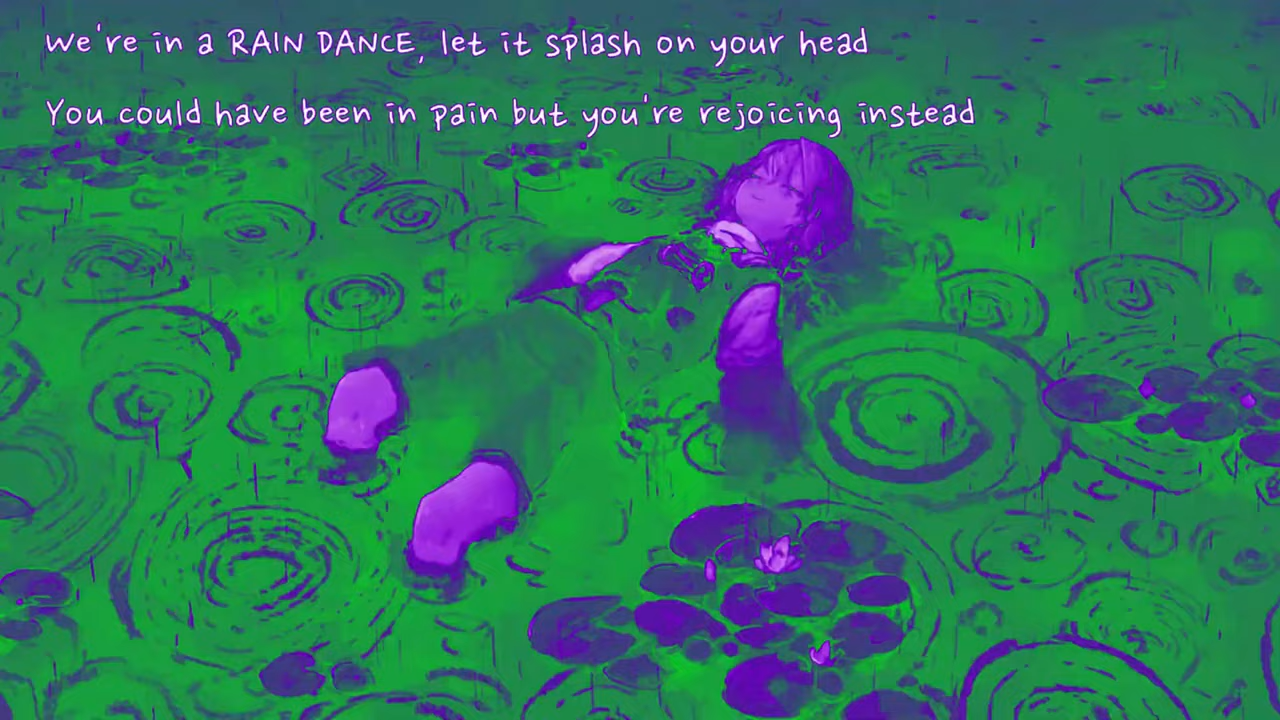 We're in a RAIN DANCE, let it splash on your head
You could have been in pain but you're rejoicing instead